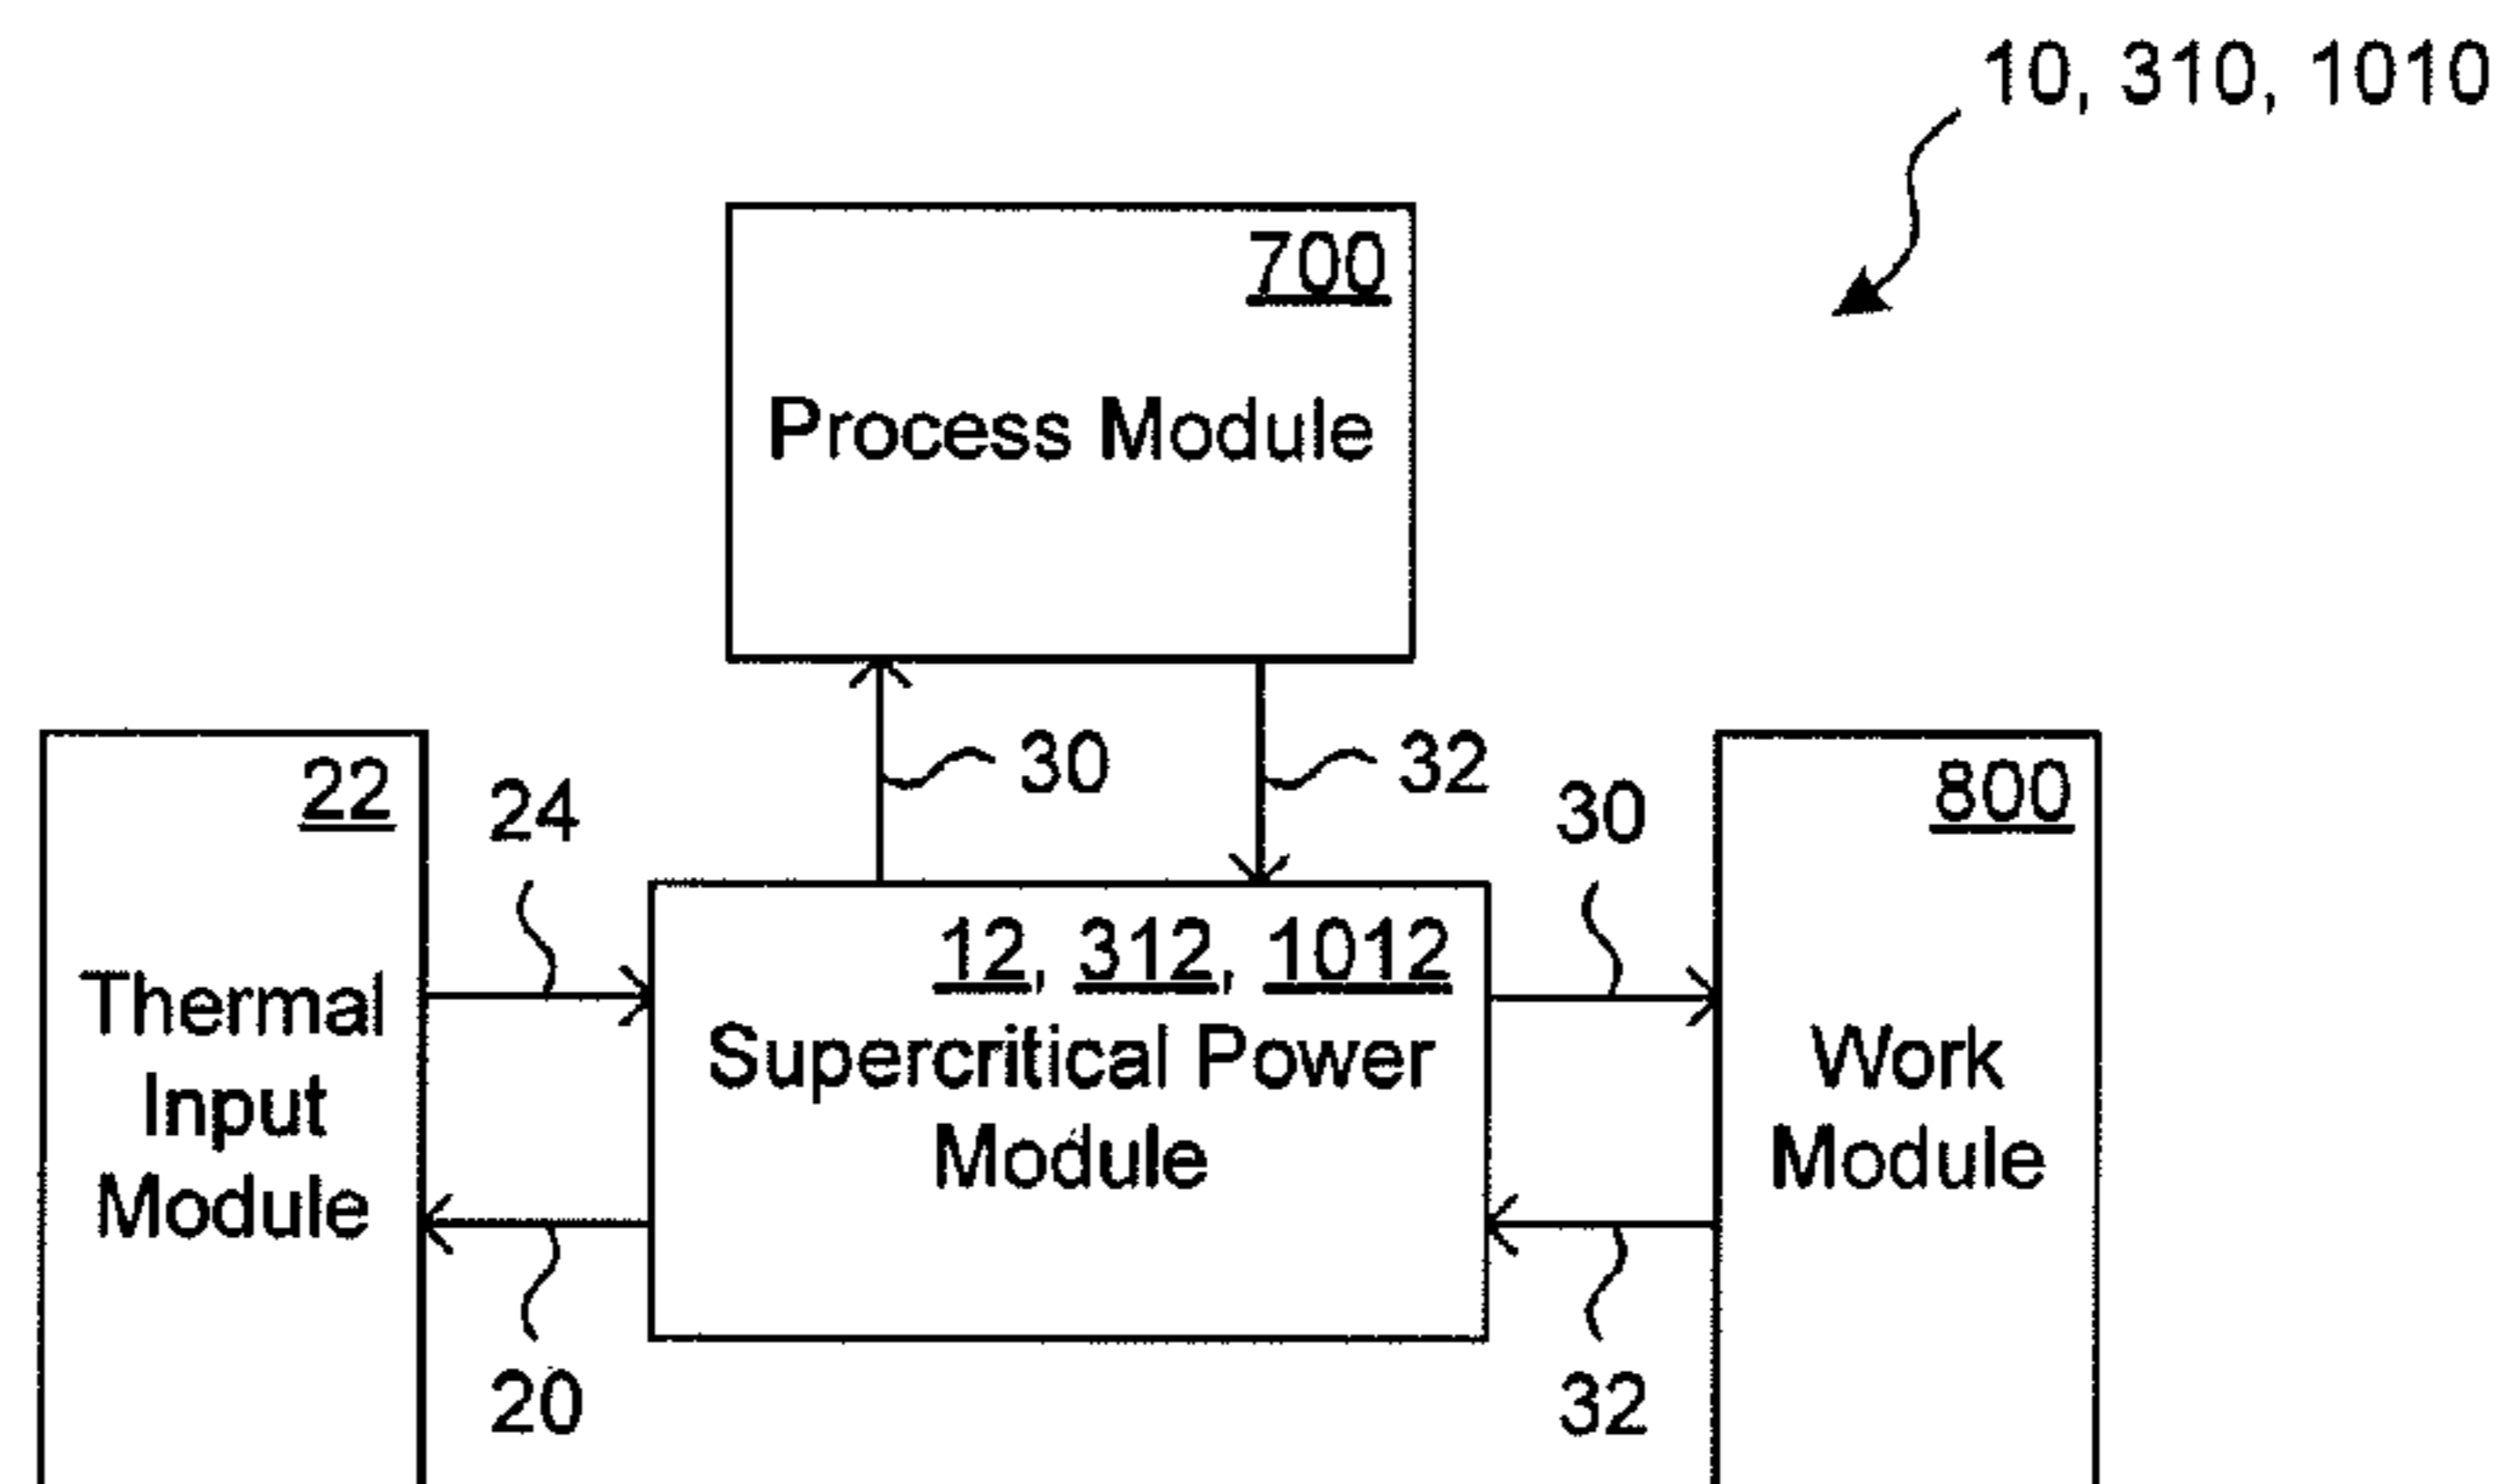 10, 310, 1010
700
Process Module
30
32
22
24
30
800
12, 312, 1012
Thermal
Input
Module
Supercritical Power
Module
Work
Module
20
32